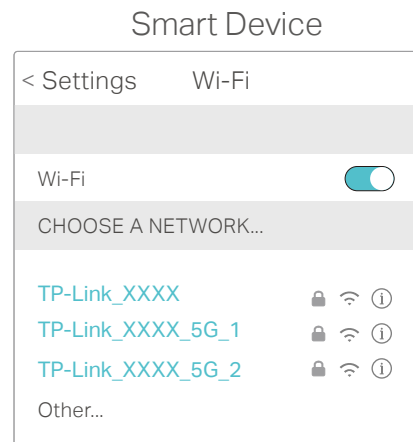 Smart Device
< Settings Wi-Fi
Wi-Fi
CHOOSE A NETWORK...
TP-Link_XXXX
TP-Link_XXXX_5G_1
TP-Link_XXXX_5G_2
Other...